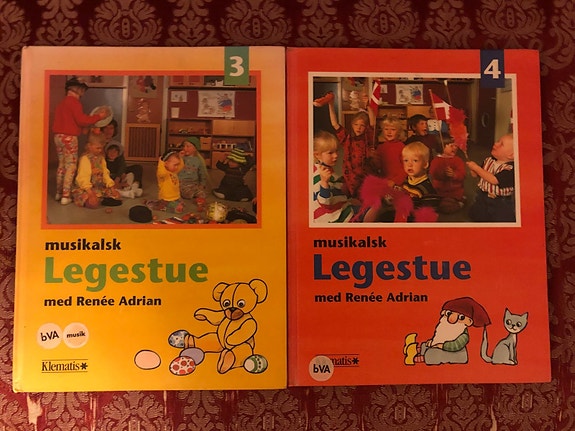 3
musikalsk
Legestue
med Renée Adrian
bVA
musik
Klematis
4
musikalsk
Legestue
med Renée Adrian
bVA
Klematis